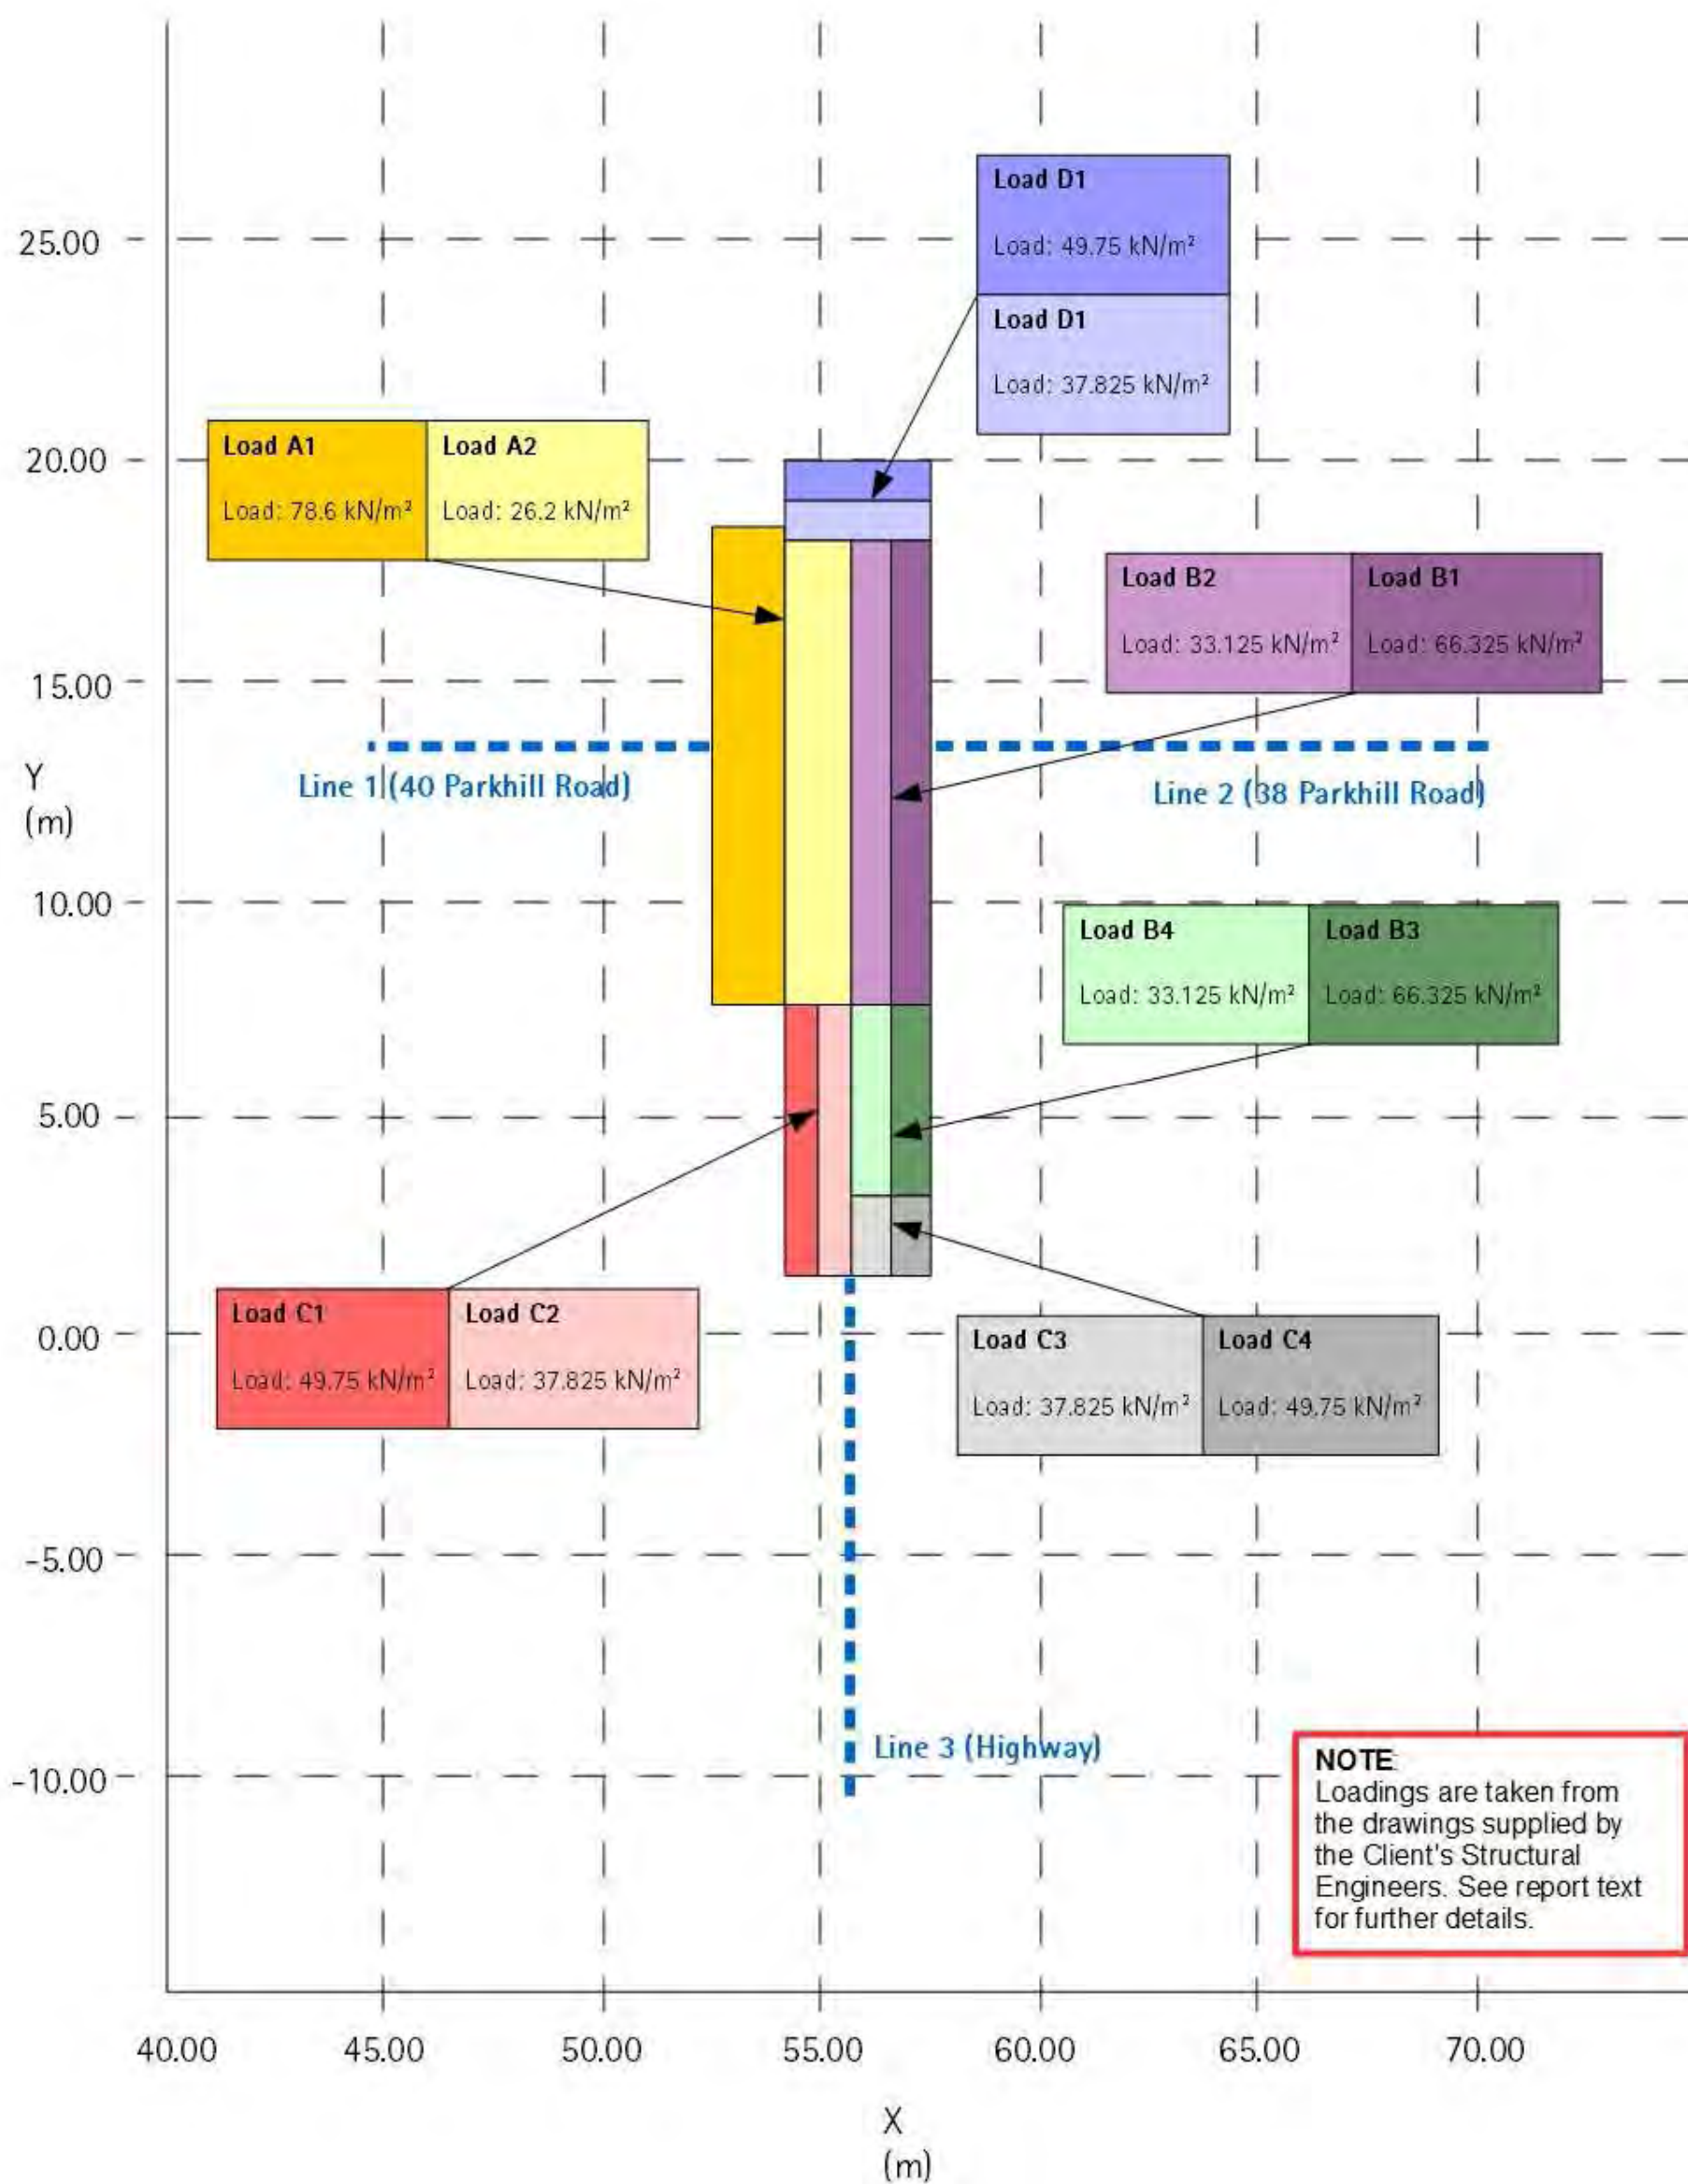 Load D1
Load: 49.75 kN/m²
Load D1
Load: 37.825 kN/m²
25.00
20.00
15.00
10.00
5.00
0.00
-5.00
-10.00
Y
(m)
Load A1
Load: 78.6 kN/m²
Load A2
Load: 26.2 kN/m²
Load B2
Load: 33.125 kN/m²
Load B1
Load: 66.325 kN/m²
Line 1 (40 Parkhill Road)
Line 2 (38 Parkhill Road)
Load B4
Load: 33.125 kN/m²
Load B3
Load: 66.325 kN/m²
Load C1
Load: 49.75 kN/m²
Load C2
Load: 37.825 kN/m²
Load C3
Load: 37.825 kN/m²
Load C4
Load: 49.75 kN/m²
Line 3 (Highway)
NOTE:
Loadings are taken from
the drawings supplied by
the Client's Structural
Engineers. See report text
for further details.
40.00
45.00
50.00
55.00
60.00
65.00
70.00
X
(m)